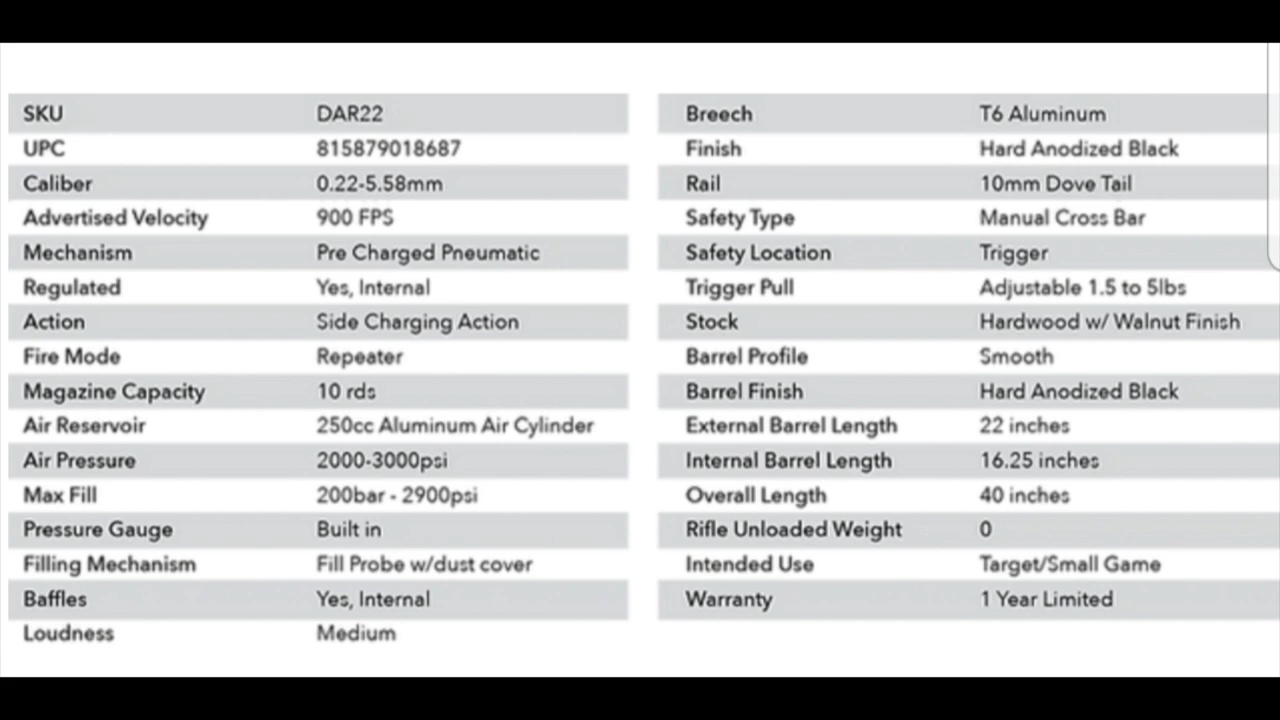 SKU DAR22
UPC 815879018687
Caliber 0.22-5.58mm
Advertised Velocity 900 FPS
Mechanism Pre Charged Pneumatic
Regulated Yes, Internal
Action Side Charging Action
Fire Mode Repeater
Magazine Capacity 10 rds
Air Reservoir 250cc Aluminum Air Cylinder
Air Pressure 2000-3000psi
Max Fill 200bar - 2900psi
Pressure Gauge Built in
Filling Mechanism Fill Probe w/dust cover
Baffles Yes, Internal
Loudness Medium
Breech T6 Aluminum
Finish Hard Anodized Black
Rail 10mm Dove Tail
Safety Type Manual Cross Bar
Safety Location Trigger
Trigger Pull Adjustable 1.5 to 5lbs
Stock Hardwood w/ Walnut Finish
Barrel Profile Smooth
Barrel Finish Hard Anodized Black
External Barrel Length 22 inches
Internal Barrel Length 16.25 inches
Overall Length 40 inches
Rifle Unloaded Weight 0
Intended Use Target/Small Game
Warranty 1 Year Limited